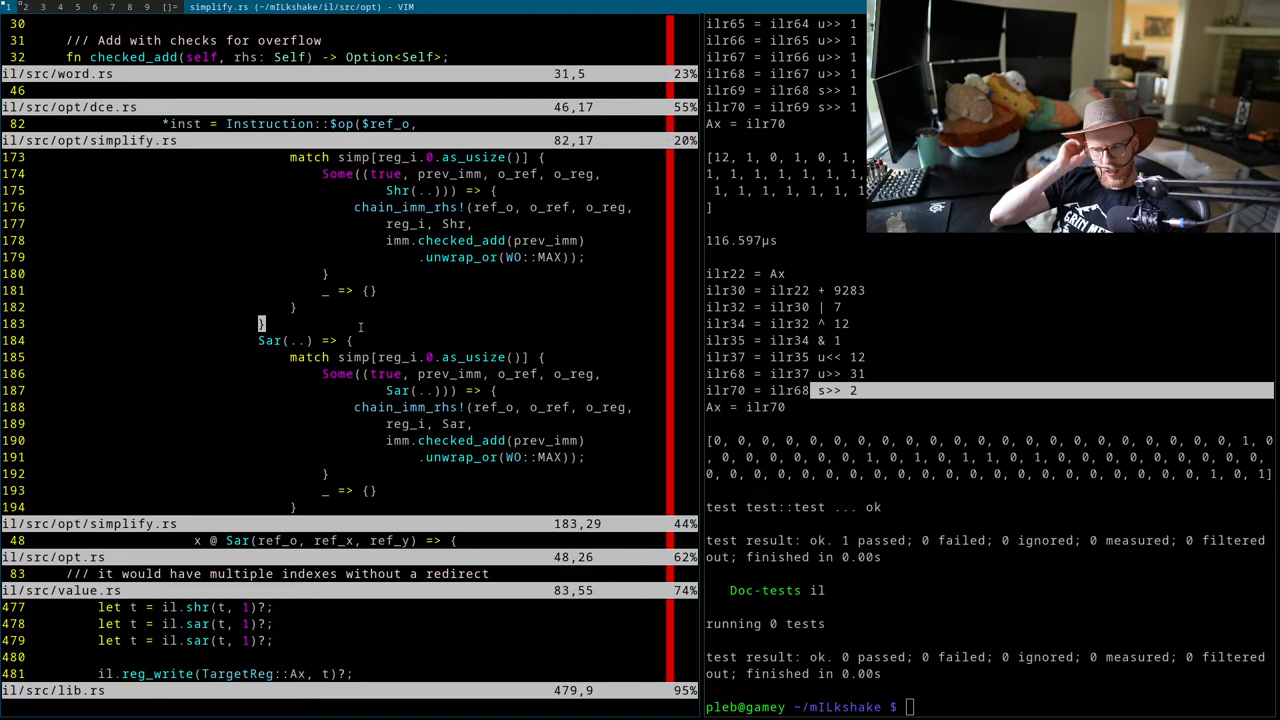 1 2 3 4 5 6 7 8 9 []= simplify.rs (~/mILkshake/il/src/opt) - VIM
30
31 /// Add with checks for overflow
32 fn checked_add(self, rhs: Self) -> Option<Self>;
il/src/word.rs 31,5 23%
46
il/src/opt/dce.rs 46,17 55%
82 *inst = Instruction::$op($ref_o,
il/src/opt/simplify.rs 82,17 20%
173 match simp[reg_i.0.as_usize()] {
174 Some((true, prev_imm, o_ref, o_reg,
175 Shr(..))) => {
176 chain_imm_rhs!(ref_o, o_ref, o_reg,
177 reg_i, Shr,
178 imm.checked_add(prev_imm)
179 .unwrap_or(WO::MAX));
180 }
181 _ => {}
182 }
183 }
184 Sar(..) => {
185 match simp[reg_i.0.as_usize()] {
186 Some((true, prev_imm, o_ref, o_reg,
187 Sar(..))) => {
188 chain_imm_rhs!(ref_o, o_ref, o_reg,
189 reg_i, Sar,
190 imm.checked_add(prev_imm)
191 .unwrap_or(WO::MAX));
192 }
193 _ => {}
194 }
il/src/opt/simplify.rs 183,29 44%
48 x @ Sar(ref_o, ref_x, ref_y) => {
il/src/opt.rs 48,26 62%
83 /// it would have multiple indexes without a redirect
il/src/value.rs 83,55 74%
477 let t = il.shr(t, 1)?;
478 let t = il.sar(t, 1)?;
479 let t = il.sar(t, 1)?;
480
481 il.reg_write(TargetReg::Ax, t)?;
il/src/lib.rs 479,9 95%
ilr65 = ilr64 u>> 1
ilr66 = ilr65 u>> 1
ilr67 = ilr66 u>> 1
ilr68 = ilr67 u>> 1
ilr69 = ilr68 s>> 1
ilr70 = ilr69 s>> 1
Ax = ilr70
[12, 1, 0, 1, 0, 1,
1, 1, 1, 1, 1, 1, 1
1, 1, 1, 1, 1, 1,
]
116.597µs
ilr22 = Ax
ilr30 = ilr22 + 9283
ilr32 = ilr30 | 7
ilr34 = ilr32 ^ 12
ilr35 = ilr34 & 1
ilr37 = ilr35 u<< 12
ilr68 = ilr37 u>> 31
ilr70 = ilr68 s>> 2
Ax = ilr70
[0, 0, 0, 0, 0, 0, 0, 0, 0, 0, 0, 0, 0, 0, 0, 0, 0, 0, 0, 0, 0, 0, 1, 0
, 0, 0, 0, 0, 0, 0, 1, 0, 1, 0, 1, 1, 0, 1, 0, 0, 0, 0, 0, 0, 0, 0, 0,
0, 0, 0, 0, 0, 0, 0, 0, 0, 0, 0, 0, 0, 0, 0, 0, 0, 0, 0, 0, 1, 0, 1]
test test::test ... ok
test result: ok. 1 passed; 0 failed; 0 ignored; 0 measured; 0 filtered
out; finished in 0.00s
Doc-tests il
running 0 tests
test result: ok. 0 passed; 0 failed; 0 ignored; 0 measured; 0 filtered
out; finished in 0.00s
pleb@gamey ~/mILkshake $